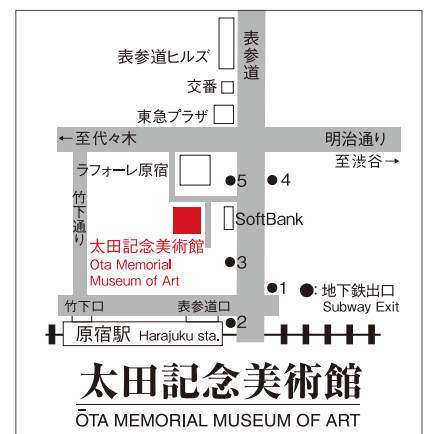 表参道
表参道ヒルズ
交番
東急プラザ
←至代々木
明治通り
至渋谷→
ラフォーレ原宿
5
4
竹下通り
SoftBank
太田記念美術館
Ota Memorial
Museum of Art
3
1
●: 地下鉄出口
Subway Exit
竹下口
表参道口
2
原宿駅 Harajuku sta.
太田記念美術館
ŌTA MEMORIAL MUSEUM OF ART